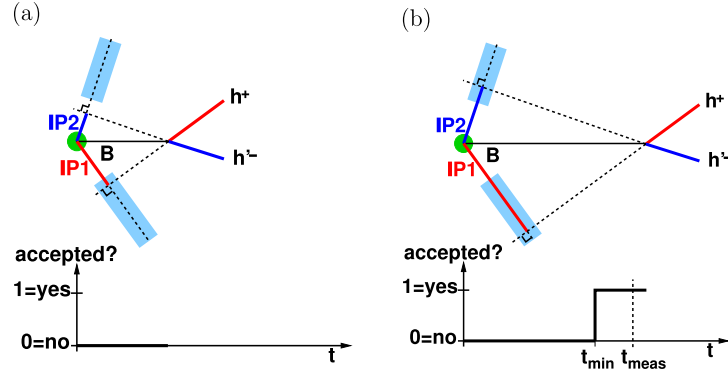 (a)
h+
IP2
B
h'-
IP1
accepted?
1=yes
0=no
t
(b)
h+
IP2
B
h'-
IP1
accepted?
1=yes
0=no
tmin
tmeas
t